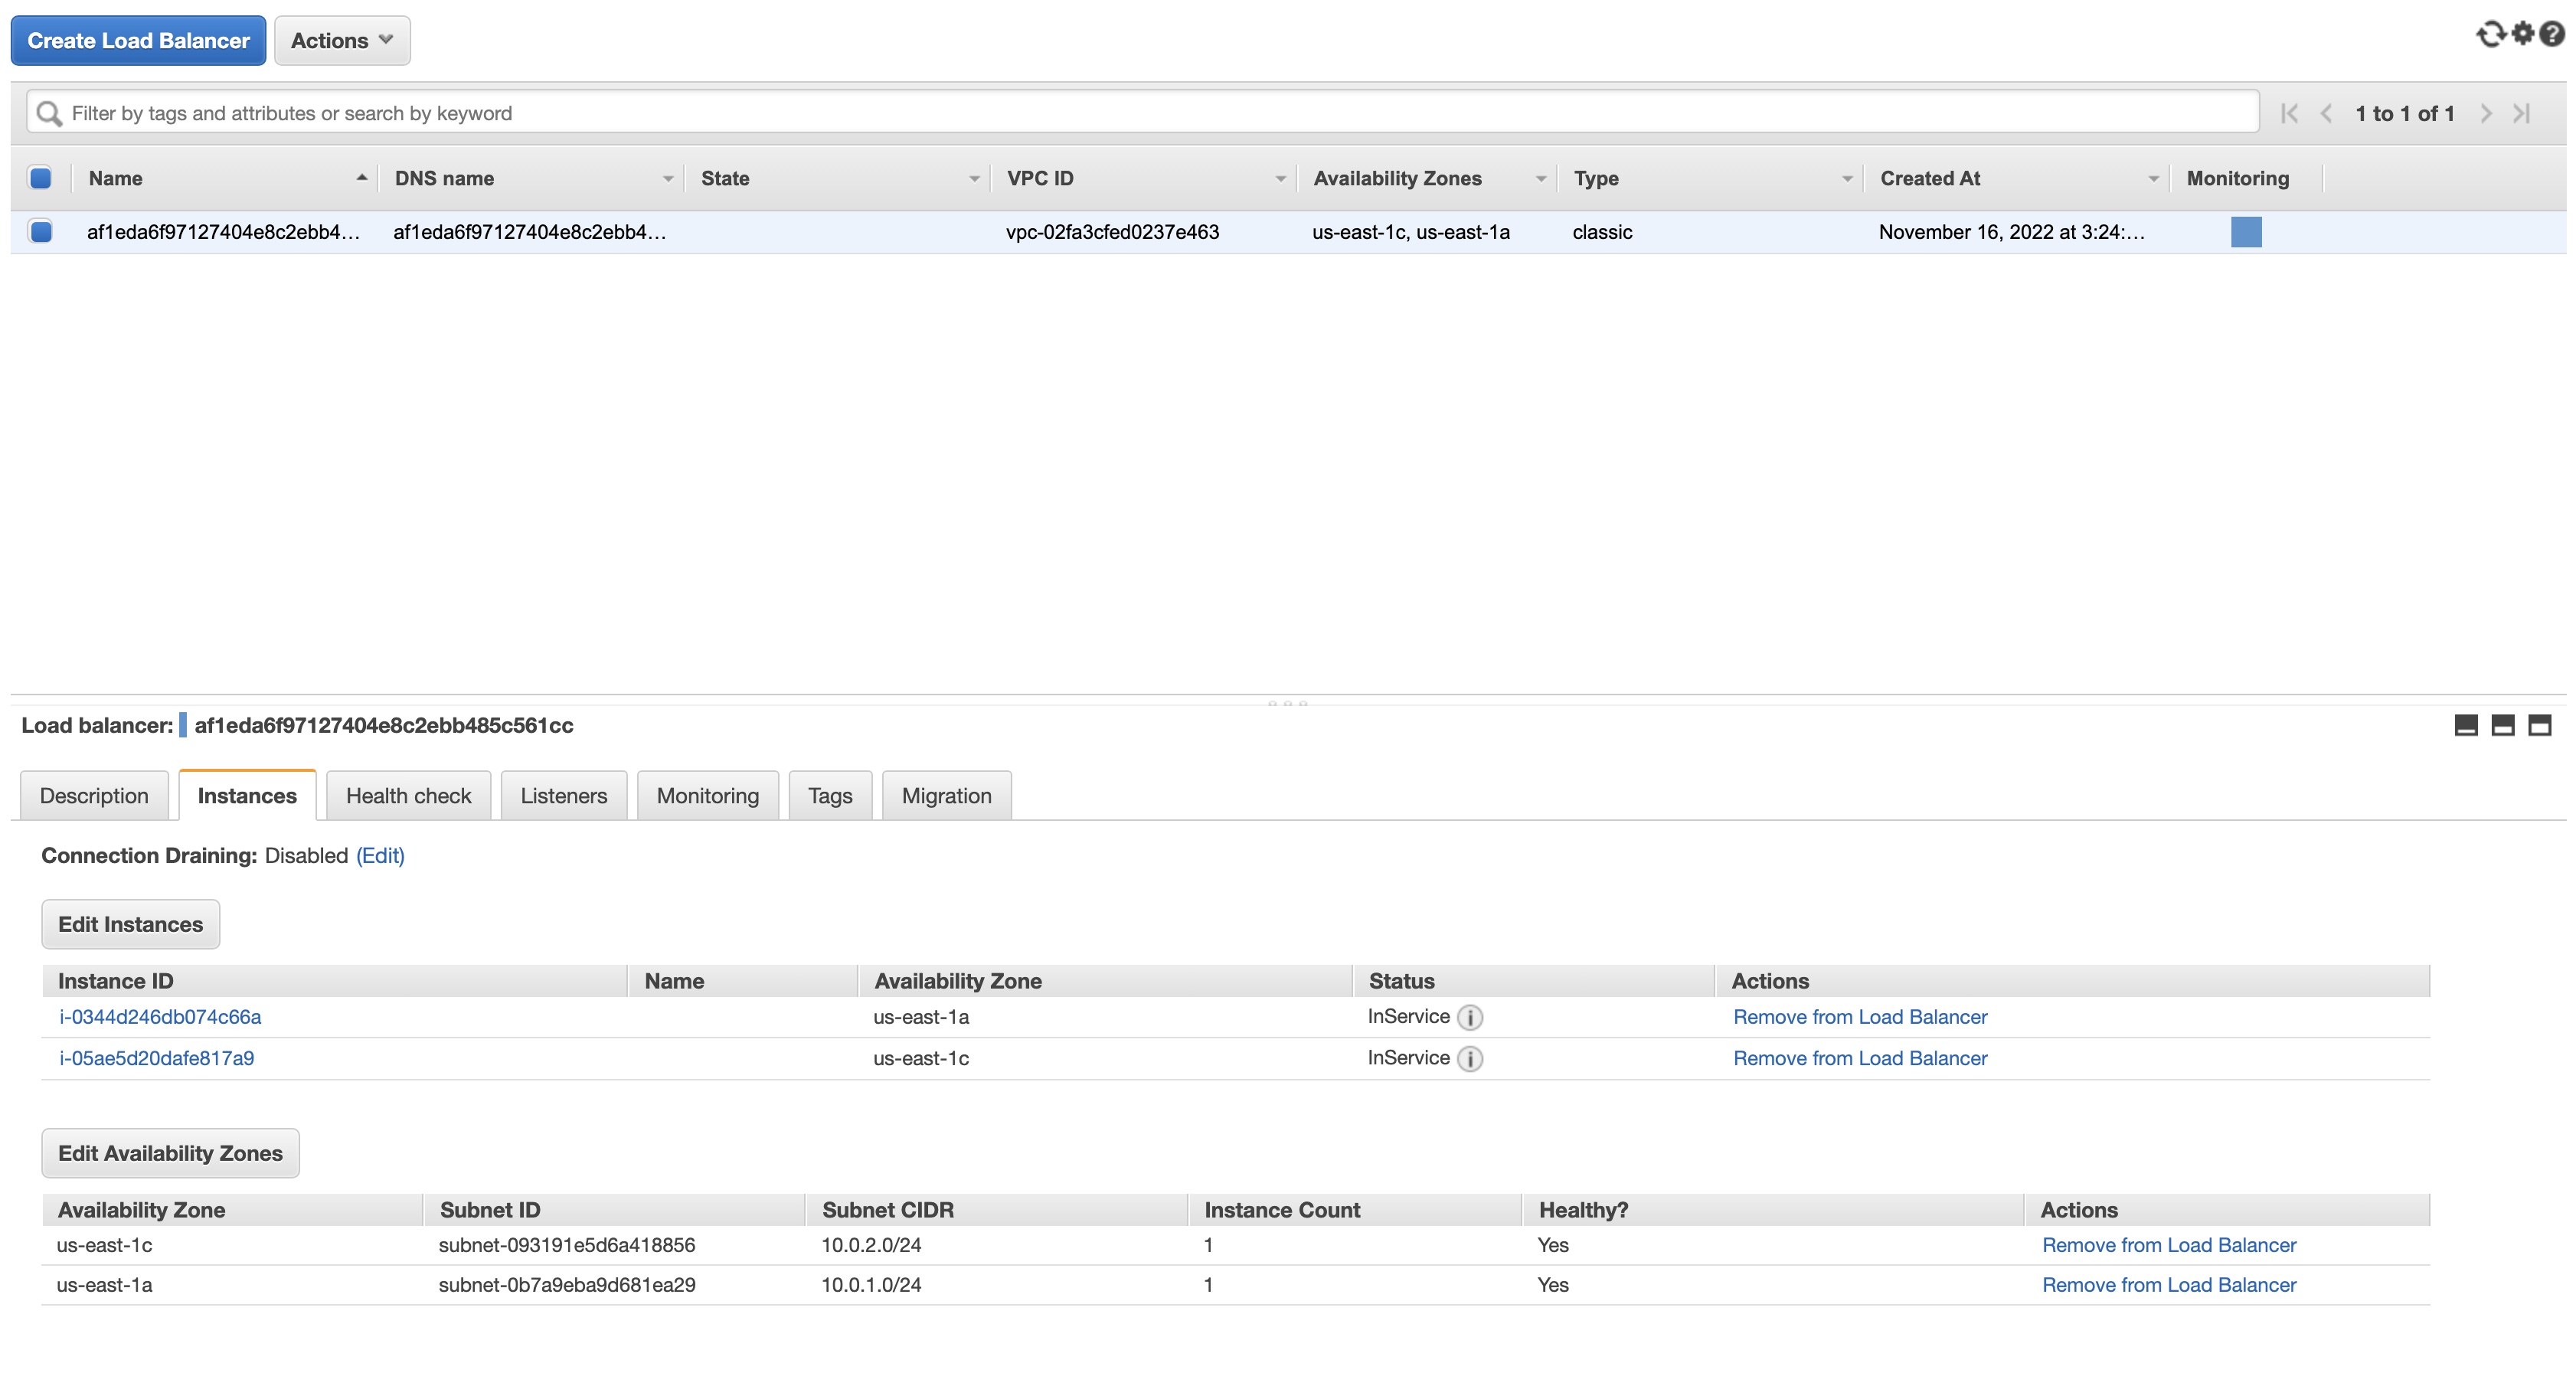 Create Load Balancer Actions
Filter by tags and attributes or search by keyword 1 to 1 of 1
Name DNS name State VPC ID Availability Zones Type Created At Monitoring
af1eda6f97127404e8c2ebb4... af1eda6f97127404e8c2ebb4... vpc-02fa3cfed0237e463 us-east-1c, us-east-1a classic November 16, 2022 at 3:24:...
Load balancer: af1eda6f97127404e8c2ebb485c561cc
Description Instances Health check Listeners Monitoring Tags Migration
Connection Draining: Disabled (Edit)
Edit Instances
Instance ID Name Availability Zone Status Actions
i-0344d246db074c66a us-east-1a InService i Remove from Load Balancer
i-05ae5d20dafe817a9 us-east-1c InService i Remove from Load Balancer
Edit Availability Zones
Availability Zone Subnet ID Subnet CIDR Instance Count Healthy? Actions
us-east-1c subnet-093191e5d6a418856 10.0.2.0/24 1 Yes Remove from Load Balancer
us-east-1a subnet-0b7a9eba9d681ea29 10.0.1.0/24 1 Yes Remove from Load Balancer